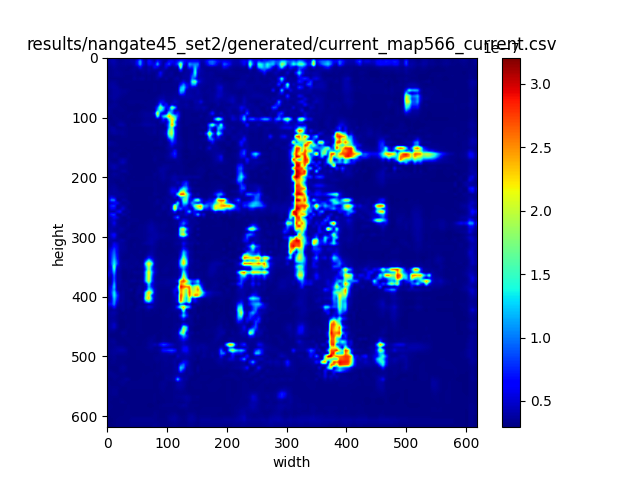 results/nangate45_set2/generated/current_map566_current.csv
1e−7
0
100
200
300
400
500
600
height
0 100 200 300 400 500 600
width
3.0
2.5
2.0
1.5
1.0
0.5